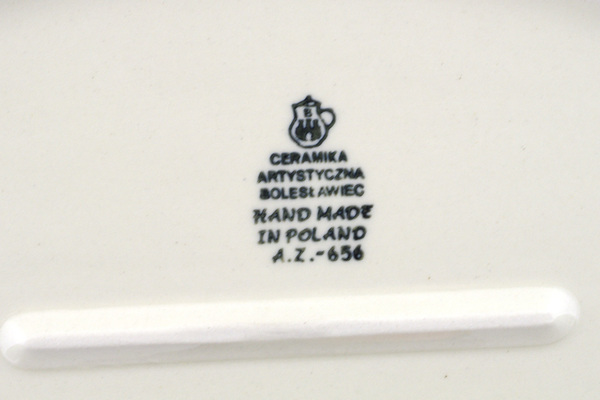 B
CERAMIKA
ARTYSTYCZNA
BOLESŁAWIEC
HAND MADE
IN POLAND
A.Z.-656